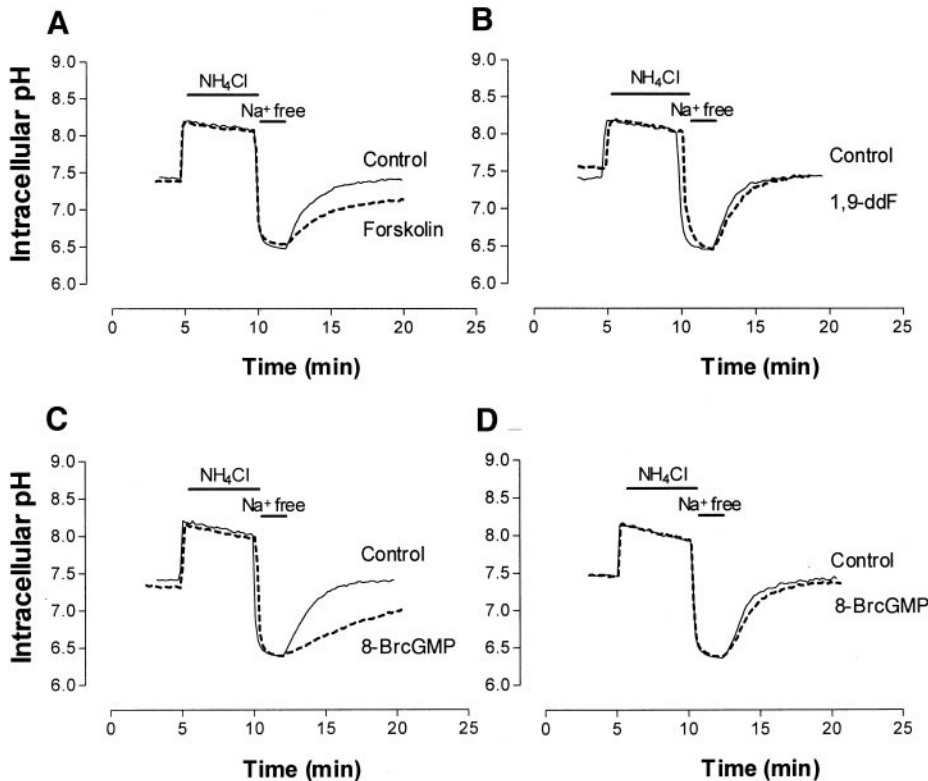 A
Intracellular pH
9.0
8.5
8.0
7.5
7.0
6.5
6.0
NH₄Cl
Na⁺ free
Control
Forskolin
0 5 10 15 20 25
Time (min)
B
9.0
8.5
8.0
7.5
7.0
6.5
6.0
NH₄Cl
Na⁺ free
Control
1,9-ddF
0 5 10 15 20 25
Time (min)
C
Intracellular pH
9.0
8.5
8.0
7.5
7.0
6.5
6.0
NH₄Cl
Na⁺ free
Control
8-BrcGMP
0 5 10 15 20 25
Time (min)
D
9.0
8.5
8.0
7.5
7.0
6.5
6.0
NH₄Cl
Na⁺ free
Control
8-BrcGMP
0 5 10 15 20 25
Time (min)